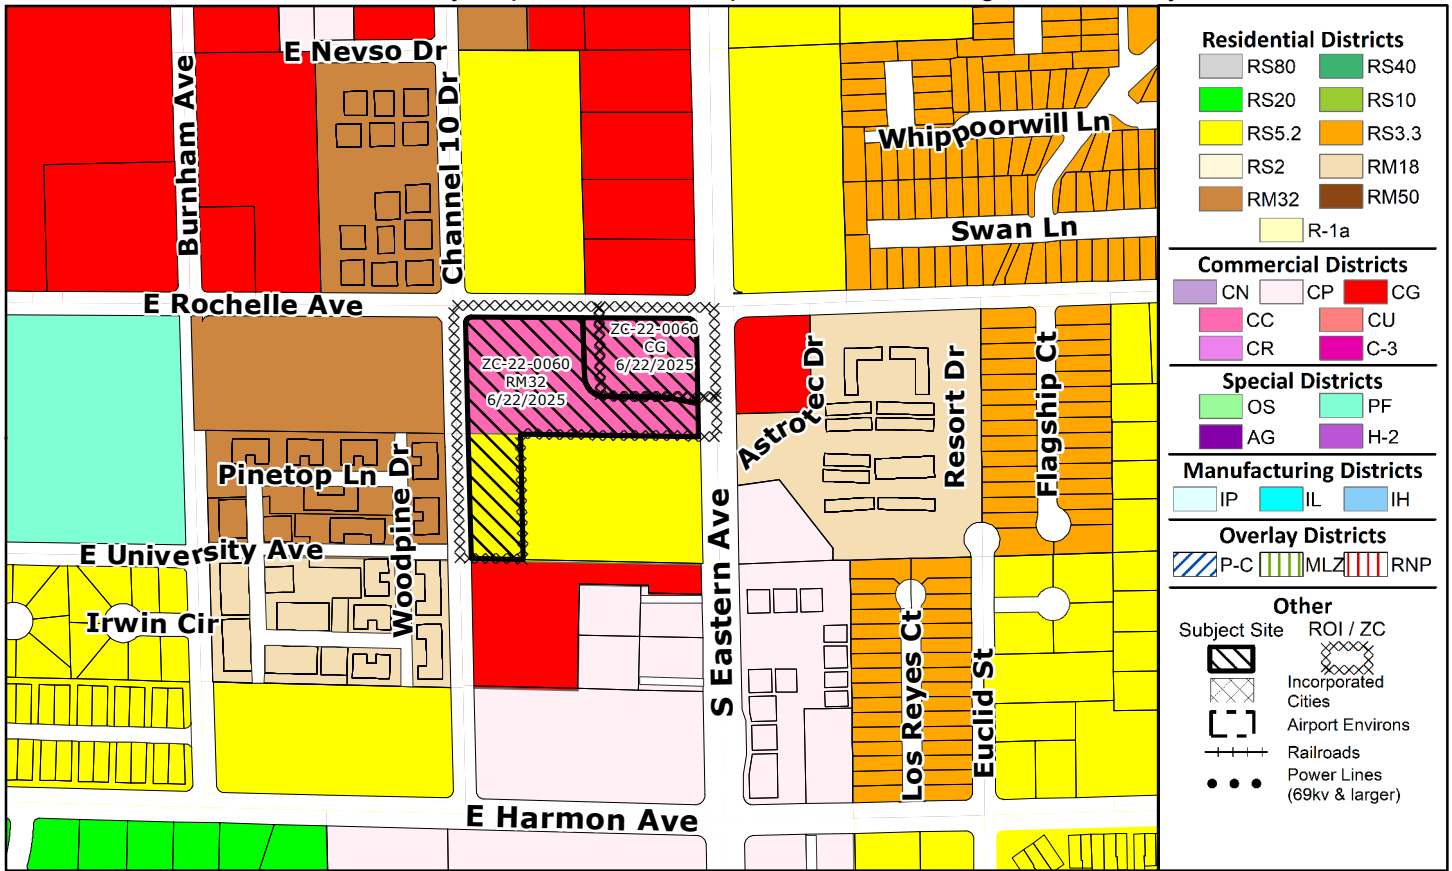 E Nevso Dr
Burnham Ave
Channel 10 Dr
Whippoorwill Ln
Swan Ln
E Rochelle Ave
ZC-22-0060
CG
6/22/2025
ZC-22-0060
RM32
6/22/2025
Astrotec Dr
Resort Dr
Flagship Ct
Pinetop Ln
Woodpine Dr
E University Ave
Irwin Cir
S Eastern Ave
Los Reyes Ct
Euclid St
E Harmon Ave
Residential Districts
RS80 RS40
RS20 RS10
RS5.2 RS3.3
RS2 RM18
RM32 RM50
R-1a
Commercial Districts
CN CP CG
CC CU
CR C-3
Special Districts
OS PF
AG H-2
Manufacturing Districts
IP IL IH
Overlay Districts
P-C MLZ RNP
Other
Subject Site ROI / ZC
Incorporated
Cities
Airport Environs
Railroads
Power Lines
(69kv & larger)